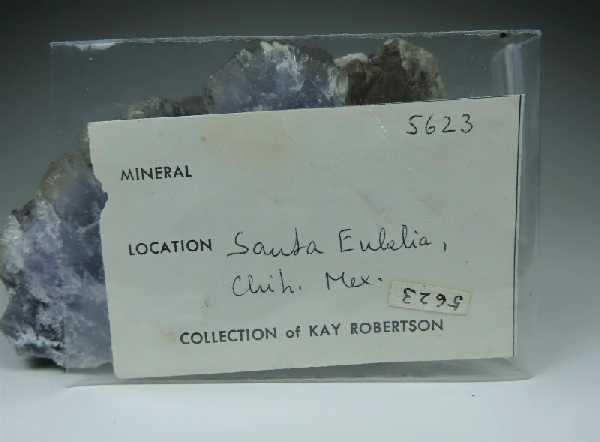 5623
MINERAL
LOCATION Santa Eulalia,
Chih. Mex.
5623
COLLECTION of KAY ROBERTSON